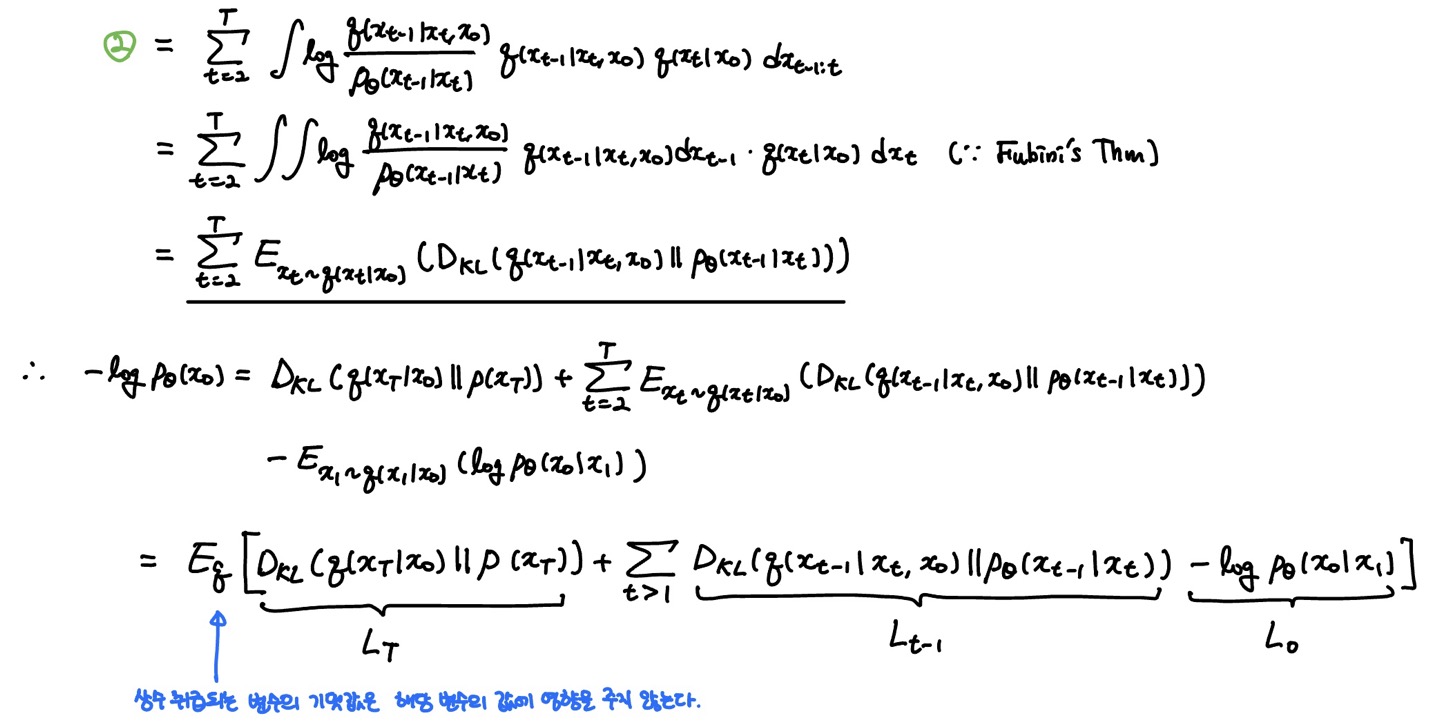 ② = \sum_{t=2}^{T} \int \log \frac{q(x_{t-1}|x_t, x_0)}{p_\theta(x_{t-1}|x_t)} q(x_{t-1}|x_t, x_0) q(x_t|x_0) dx_{t-1:t}
= \sum_{t=2}^{T} \int \int \log \frac{q(x_{t-1}|x_t, x_0)}{p_\theta(x_{t-1}|x_t)} q(x_{t-1}|x_t, x_0) dx_{t-1} · q(x_t|x_0) dx_t (∵ Fubini's Thm)
= \sum_{t=2}^{T} E_{x_t \sim q(x_t|x_0)} (D_{KL}(q(x_{t-1}|x_t, x_0) || p_\theta(x_{t-1}|x_t)))
∴ -log p_\theta(x_0) = D_{KL}(q(x_T|x_0) || p(x_T)) + \sum_{t=2}^{T} E_{x_t \sim q(x_t|x_0)} (D_{KL}(q(x_{t-1}|x_t, x_0) || p_\theta(x_{t-1}|x_t)))
- E_{x_1 \sim q(x_1|x_0)} (log p_\theta(x_0|x_1))
= E_q [D_{KL}(q(x_T|x_0) || p(x_T)) + \sum_{t>1} D_{KL}(q(x_{t-1}|x_t, x_0) || p_\theta(x_{t-1}|x_t)) - log p_\theta(x_0|x_1)]
L_T L_{t-1} L_0
상수 취급되는 변수의 기댓값은 해당 변수의 값에 영향을 주지 않는다.